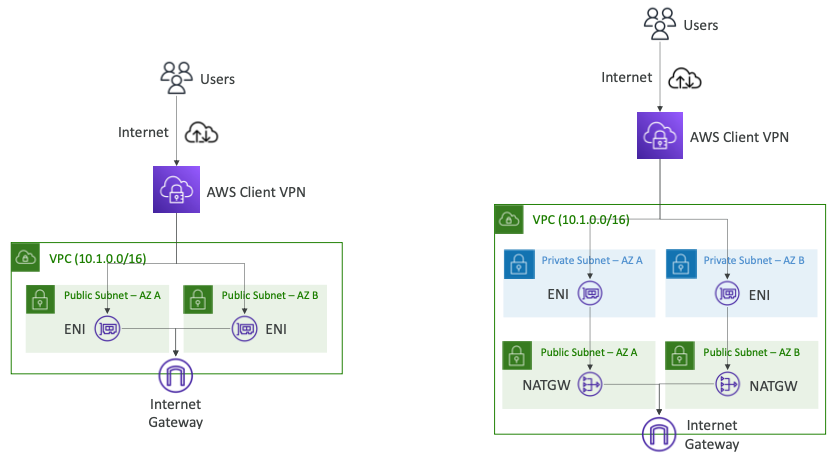 Users
Internet
AWS Client VPN
VPC (10.1.0.0/16)
Public Subnet – AZ A
Public Subnet – AZ B
ENI
ENI
Internet
Gateway
Users
Internet
AWS Client VPN
VPC (10.1.0.0/16)
Private Subnet – AZ A
Private Subnet – AZ B
ENI
ENI
Public Subnet – AZ A
Public Subnet – AZ B
NATGW
NATGW
Internet
Gateway